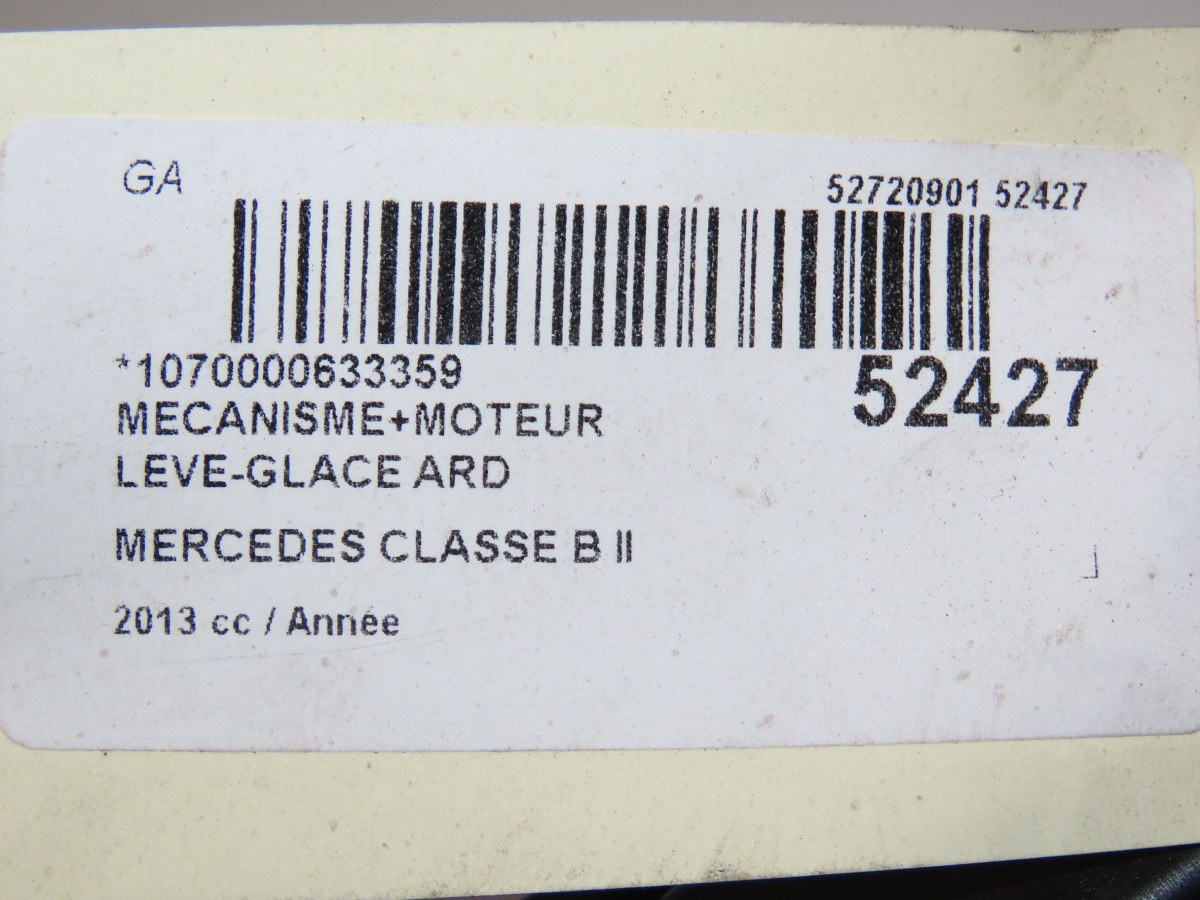 GA
52720901 52427
*1070000633359
52427
MECANISME+MOTEUR
LEVE-GLACE ARD
MERCEDES CLASSE B II
2013 cc / Année